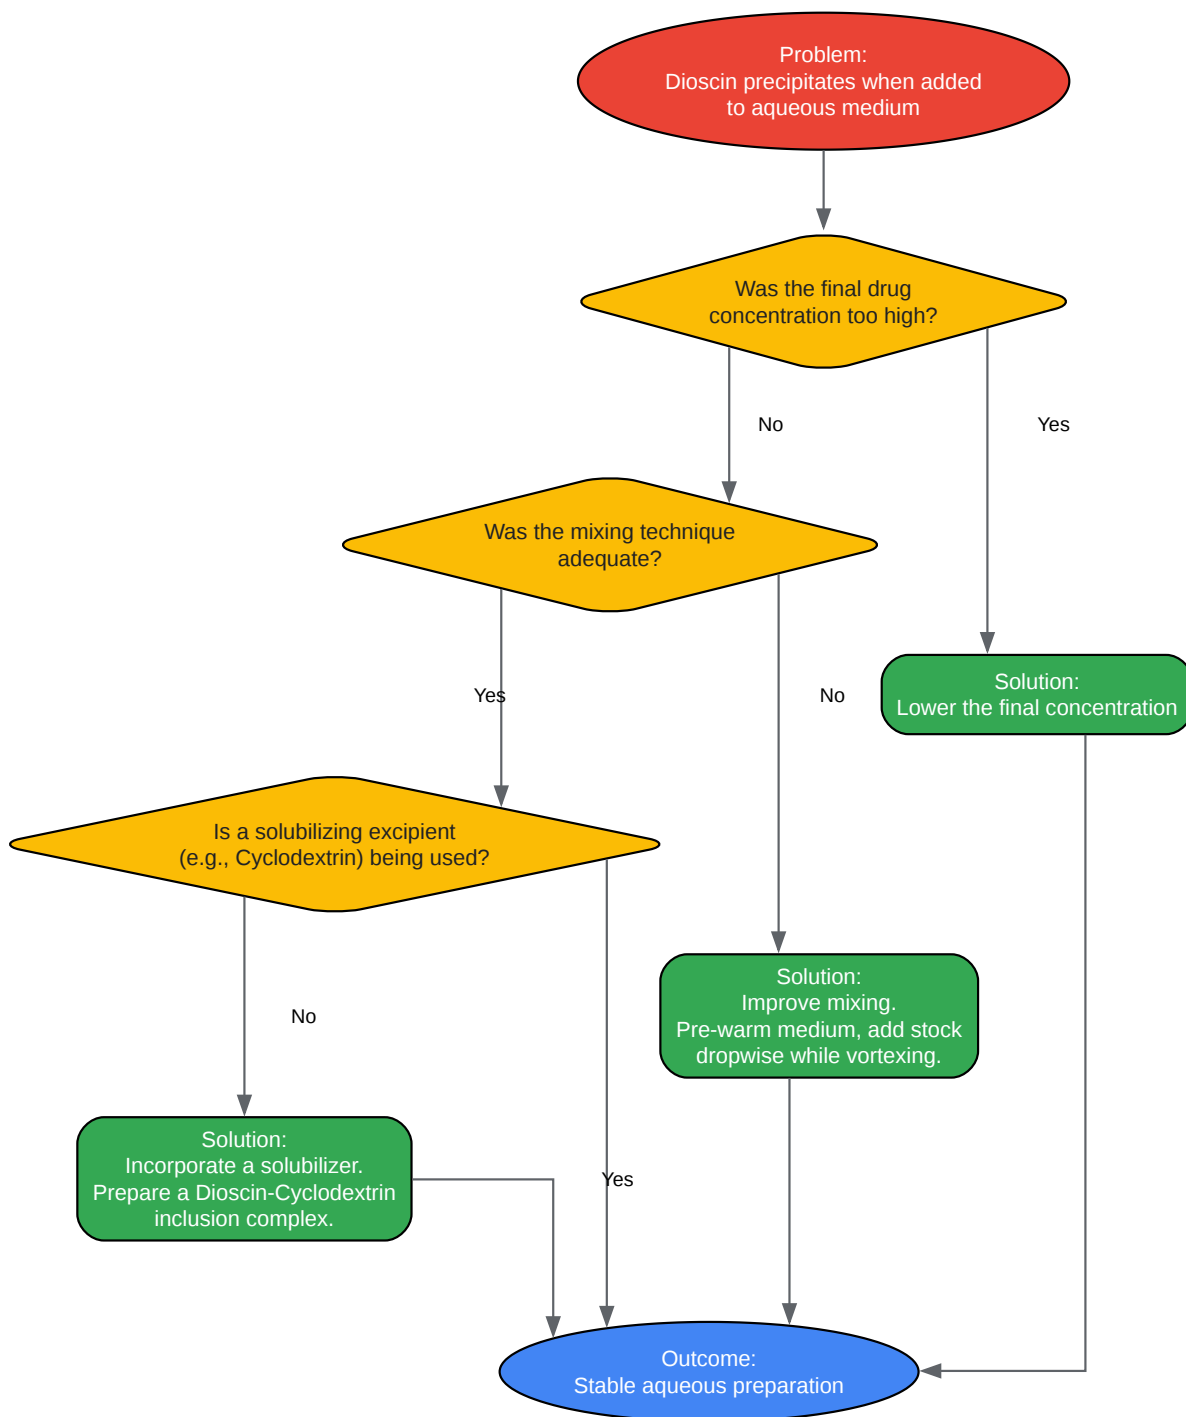 Problem:
Dioscin precipitates when added
to aqueous medium
Was the final drug
concentration too high?
No
Yes
Was the mixing technique
adequate?
Yes
No
Solution:
Lower the final concentration
Is a solubilizing excipient
(e.g., Cyclodextrin) being used?
No
Solution:
Improve mixing.
Pre-warm medium, add stock
dropwise while vortexing.
Solution:
Incorporate a solubilizer.
Prepare a Dioscin-Cyclodextrin
inclusion complex.
Yes
Outcome:
Stable aqueous preparation